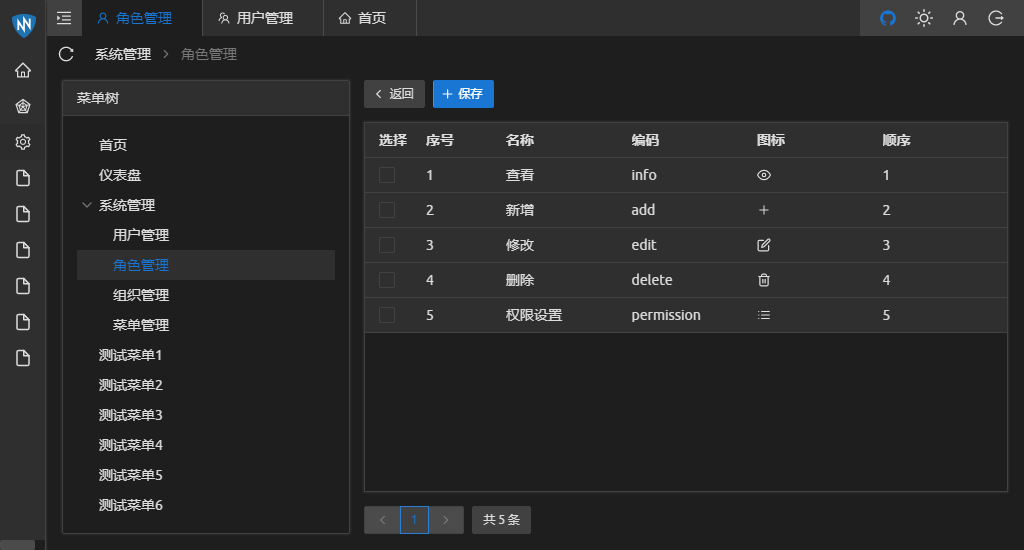 角色管理 用户管理 首页
系统管理 角色管理
菜单树
首页
仪表盘
系统管理
用户管理
角色管理
组织管理
菜单管理
测试菜单1
测试菜单2
测试菜单3
测试菜单4
测试菜单5
测试菜单6
返回 保存
选择 序号 名称 编码 图标 顺序
1 查看 info 1
2 新增 add 2
3 修改 edit 3
4 删除 delete 4
5 权限设置 permission 5
1 共 5 条